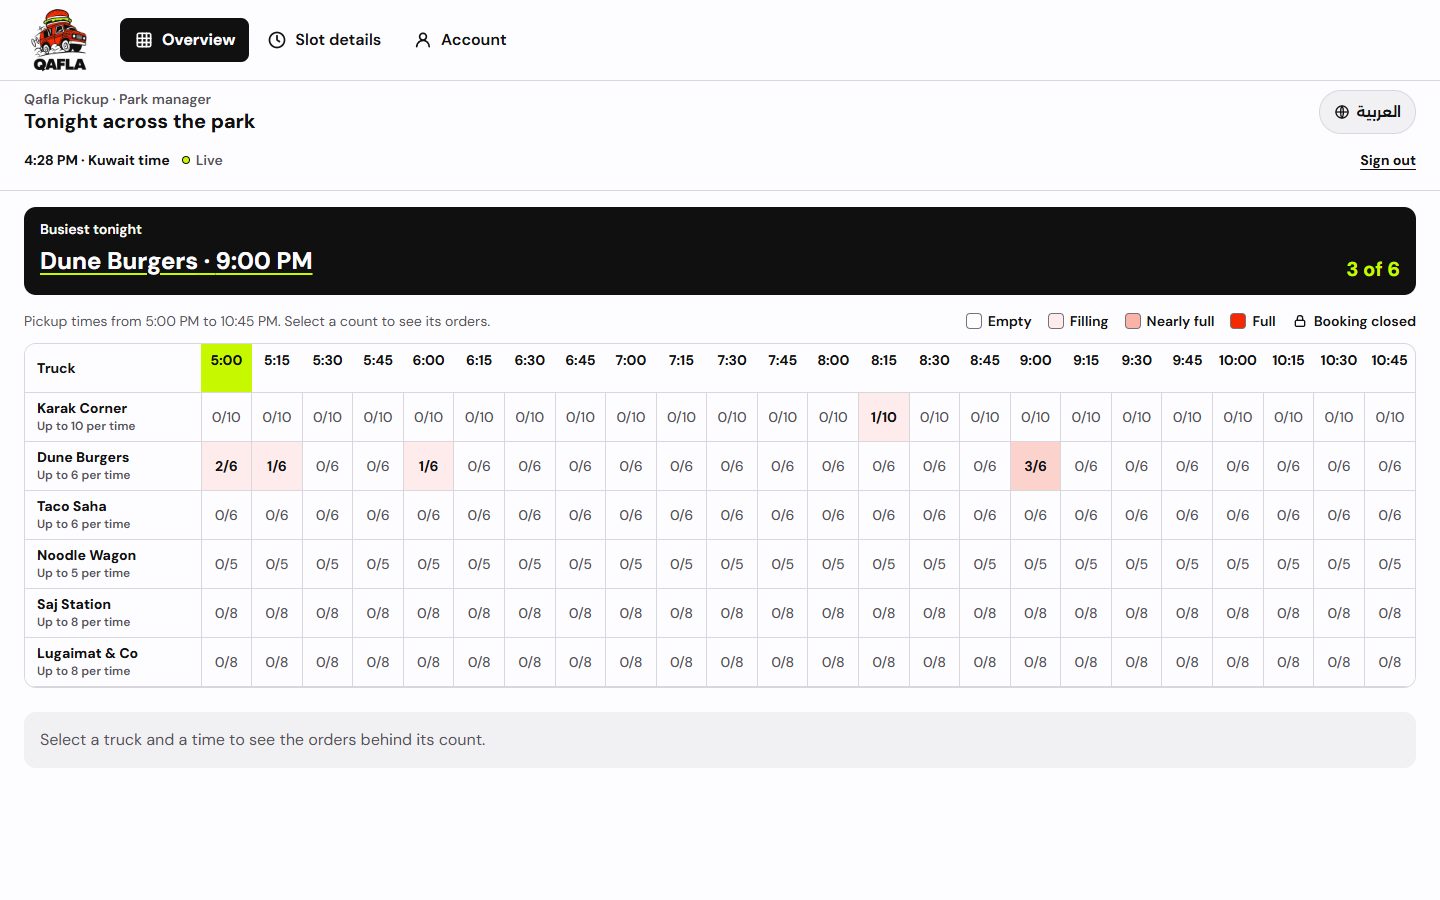 QAFLA
Overview
Slot details
Account
Qafla Pickup · Park manager
Tonight across the park
العربية
4:28 PM · Kuwait time
Live
Sign out
Busiest tonight
Dune Burgers · 9:00 PM
3 of 6
Pickup times from 5:00 PM to 10:45 PM. Select a count to see its orders.
Empty
Filling
Nearly full
Full
Booking closed
Truck 5:00 5:15 5:30 5:45 6:00 6:15 6:30 6:45 7:00 7:15 7:30 7:45 8:00 8:15 8:30 8:45 9:00 9:15 9:30 9:45 10:00 10:15 10:30 10:45
Karak Corner
Up to 10 per time
0/10 0/10 0/10 0/10 0/10 0/10 0/10 0/10 0/10 0/10 0/10 0/10 0/10 1/10 0/10 0/10 0/10 0/10 0/10 0/10 0/10 0/10 0/10 0/10
Dune Burgers
Up to 6 per time
2/6 1/6 0/6 0/6 1/6 0/6 0/6 0/6 0/6 0/6 0/6 0/6 0/6 0/6 0/6 0/6 3/6 0/6 0/6 0/6 0/6 0/6 0/6 0/6
Taco Saha
Up to 6 per time
0/6 0/6 0/6 0/6 0/6 0/6 0/6 0/6 0/6 0/6 0/6 0/6 0/6 0/6 0/6 0/6 0/6 0/6 0/6 0/6 0/6 0/6 0/6 0/6
Noodle Wagon
Up to 5 per time
0/5 0/5 0/5 0/5 0/5 0/5 0/5 0/5 0/5 0/5 0/5 0/5 0/5 0/5 0/5 0/5 0/5 0/5 0/5 0/5 0/5 0/5 0/5 0/5
Saj Station
Up to 8 per time
0/8 0/8 0/8 0/8 0/8 0/8 0/8 0/8 0/8 0/8 0/8 0/8 0/8 0/8 0/8 0/8 0/8 0/8 0/8 0/8 0/8 0/8 0/8 0/8
Lugaimat & Co
Up to 8 per time
0/8 0/8 0/8 0/8 0/8 0/8 0/8 0/8 0/8 0/8 0/8 0/8 0/8 0/8 0/8 0/8 0/8 0/8 0/8 0/8 0/8 0/8 0/8 0/8
Select a truck and a time to see the orders behind its count.